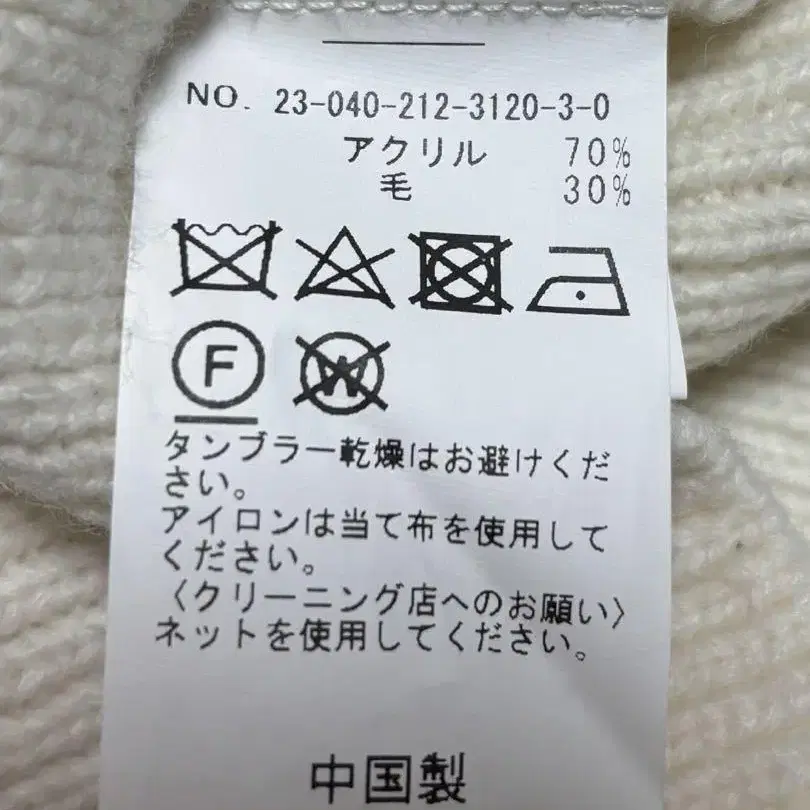 NO. 23-040-212-3120-3-0
アクリル 70%
毛 30%
F W
タンブラー乾燥はお避けくだ
さい。
アイロンは当て布を使用して
ください。
〈クリーニング店へのお願い〉
ネットを使用してください。
中国製